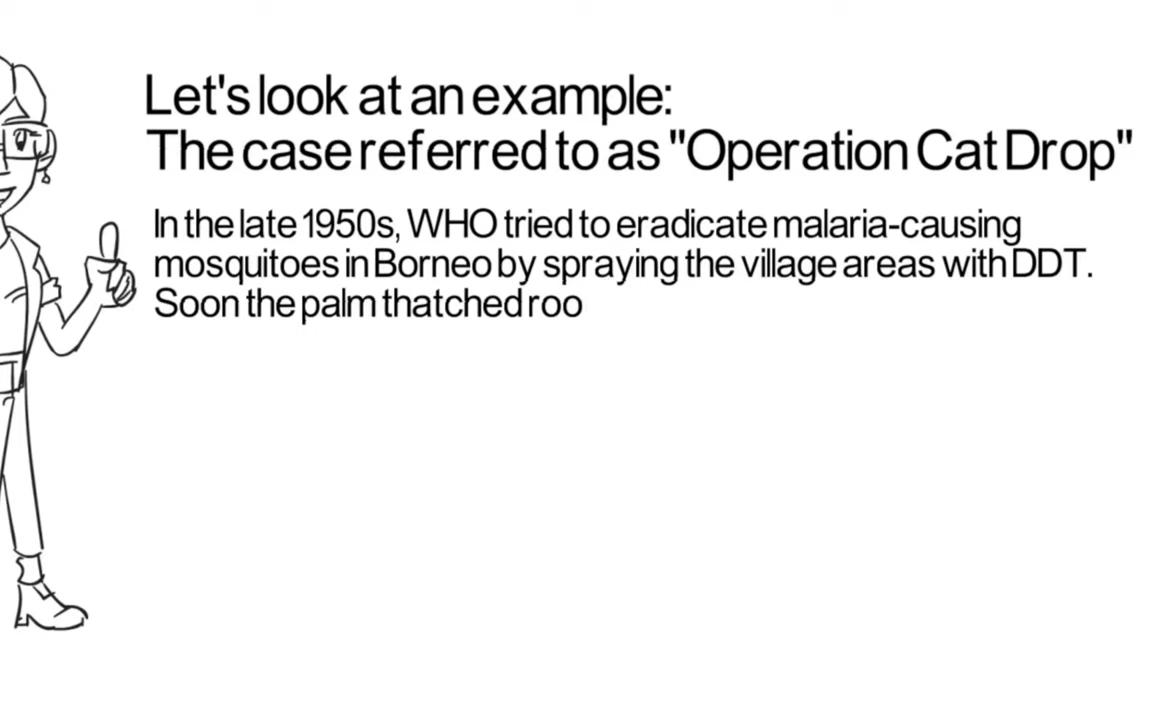 Let's look at an example:
The case referred to as "Operation Cat Drop"
In the late 1950s, WHO tried to eradicate malaria-causing
mosquitoes in Borneo by spraying the village areas with DDT.
Soon the palm thatched roo